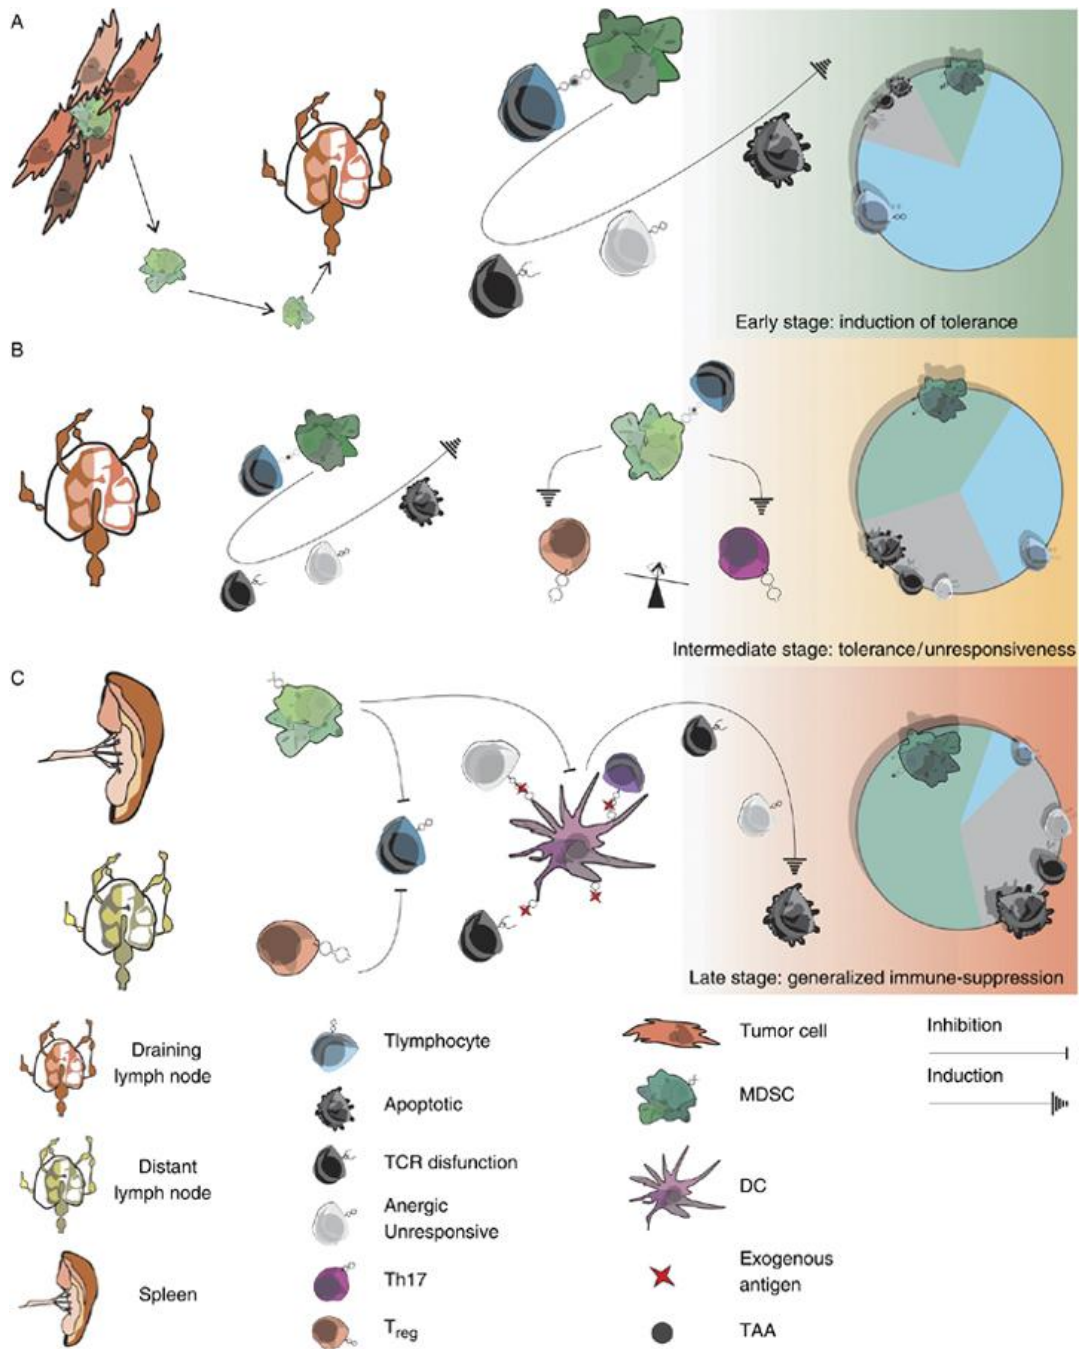 A
Early stage: induction of tolerance
B
Intermediate stage: tolerance/unresponsiveness
C
Late stage: generalized immune-suppression
Draining
lymph node
Distant
lymph node
Spleen
Tlymphocyte
Apoptotic
TCR disfunction
Anergic
Unresponsive
Th17
Treg
Tumor cell
MDSC
DC
Exogenous
antigen
TAA
Inhibition
Induction